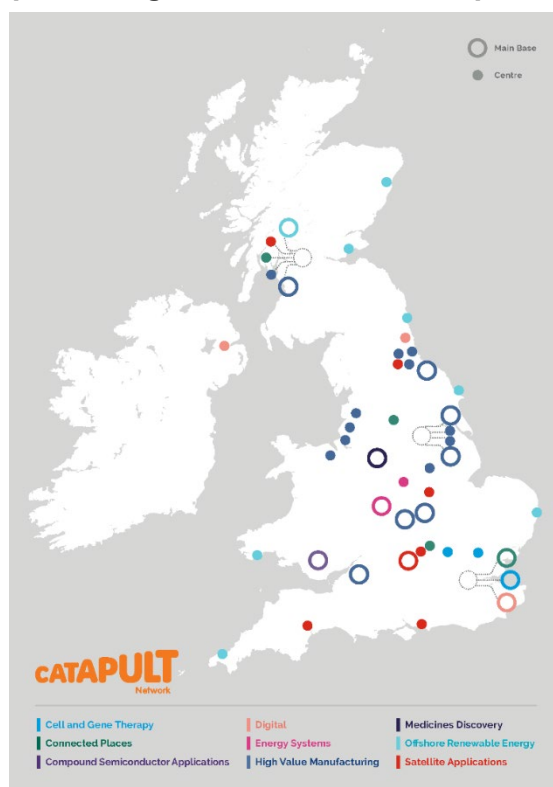 Main Base
Centre
CATAPULT
Network
Cell and Gene Therapy
Digital
Medicines Discovery
Connected Places
Energy Systems
Offshore Renewable Energy
Compound Semiconductor Applications
High Value Manufacturing
Satellite Applications